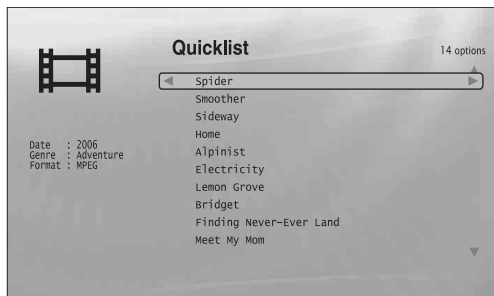 Quicklist
14 options
Spider
Smoother
Sideway
Home
Alpinist
Electricity
Lemon Grove
Bridget
Finding Never-Ever Land
Meet My Mom
Date : 2006
Genre : Adventure
Format : MPEG